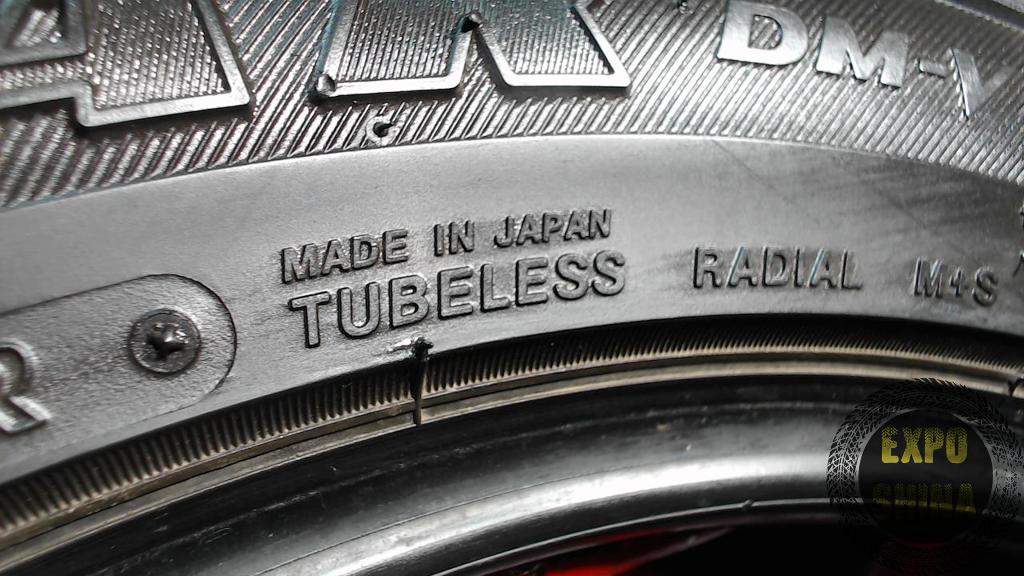 DM-V
MADE IN JAPAN
TUBELESS RADIAL M+S
R
EXPO
SHINA